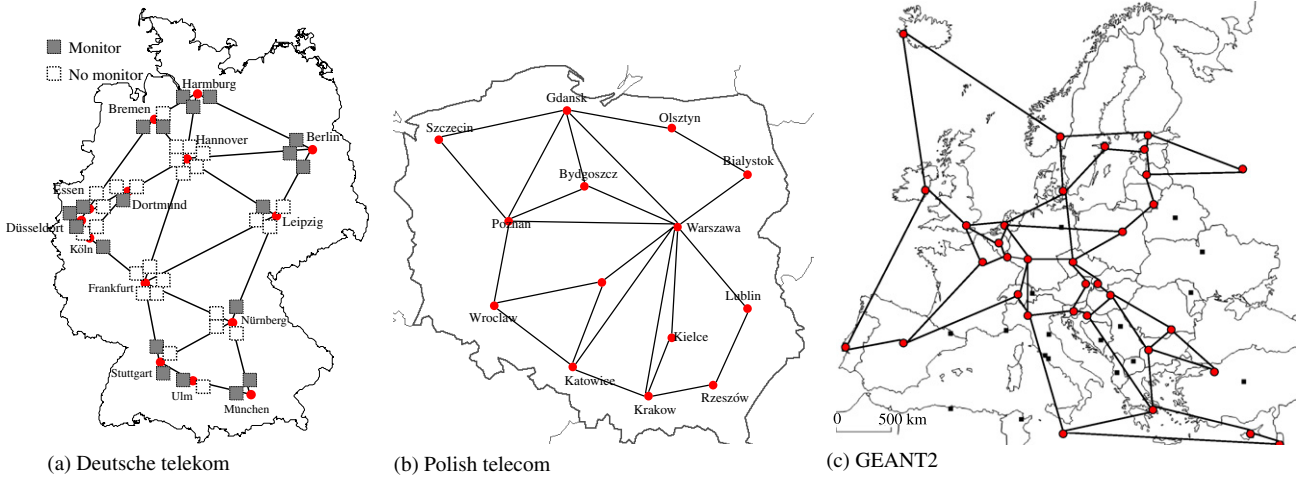 Monitor
No monitor
Harmburg
Bremen
Hannover
Berlin
Essen
Dortmund
Düsseldort
Leipzig
Köln
Frankfurt
Nürnberg
Stuttgart
Ulm
München
(a) Deutsche telekom
Gdansk
Szczecin
Olsztyn
Bialystok
Bydgoszcz
Poznan
Warszawa
Wroclaw
Lublin
Kielce
Katowice
Krakow
Rzeszów
(b) Polish telecom
0 500 km
(c) GEANT2